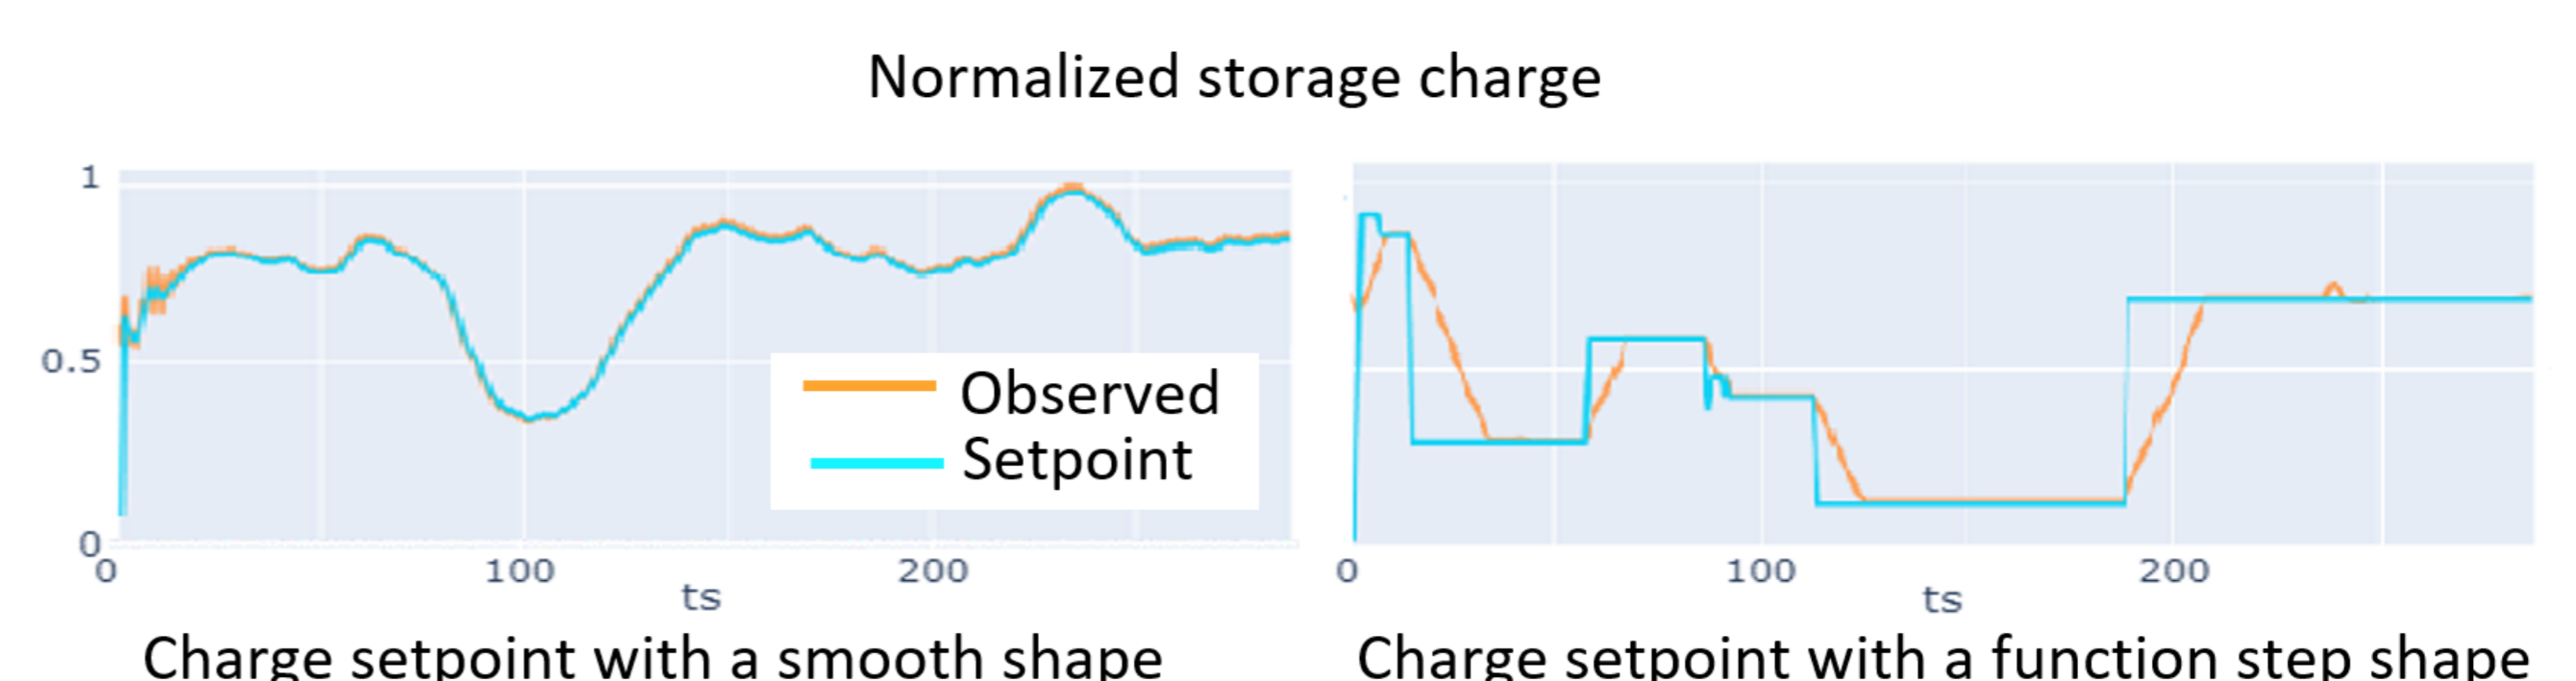 Normalized storage charge
1
0.5
0
Observed
Setpoint
0 100 200
ts
0 100 200
ts
Charge setpoint with a smooth shape
Charge setpoint with a function step shape